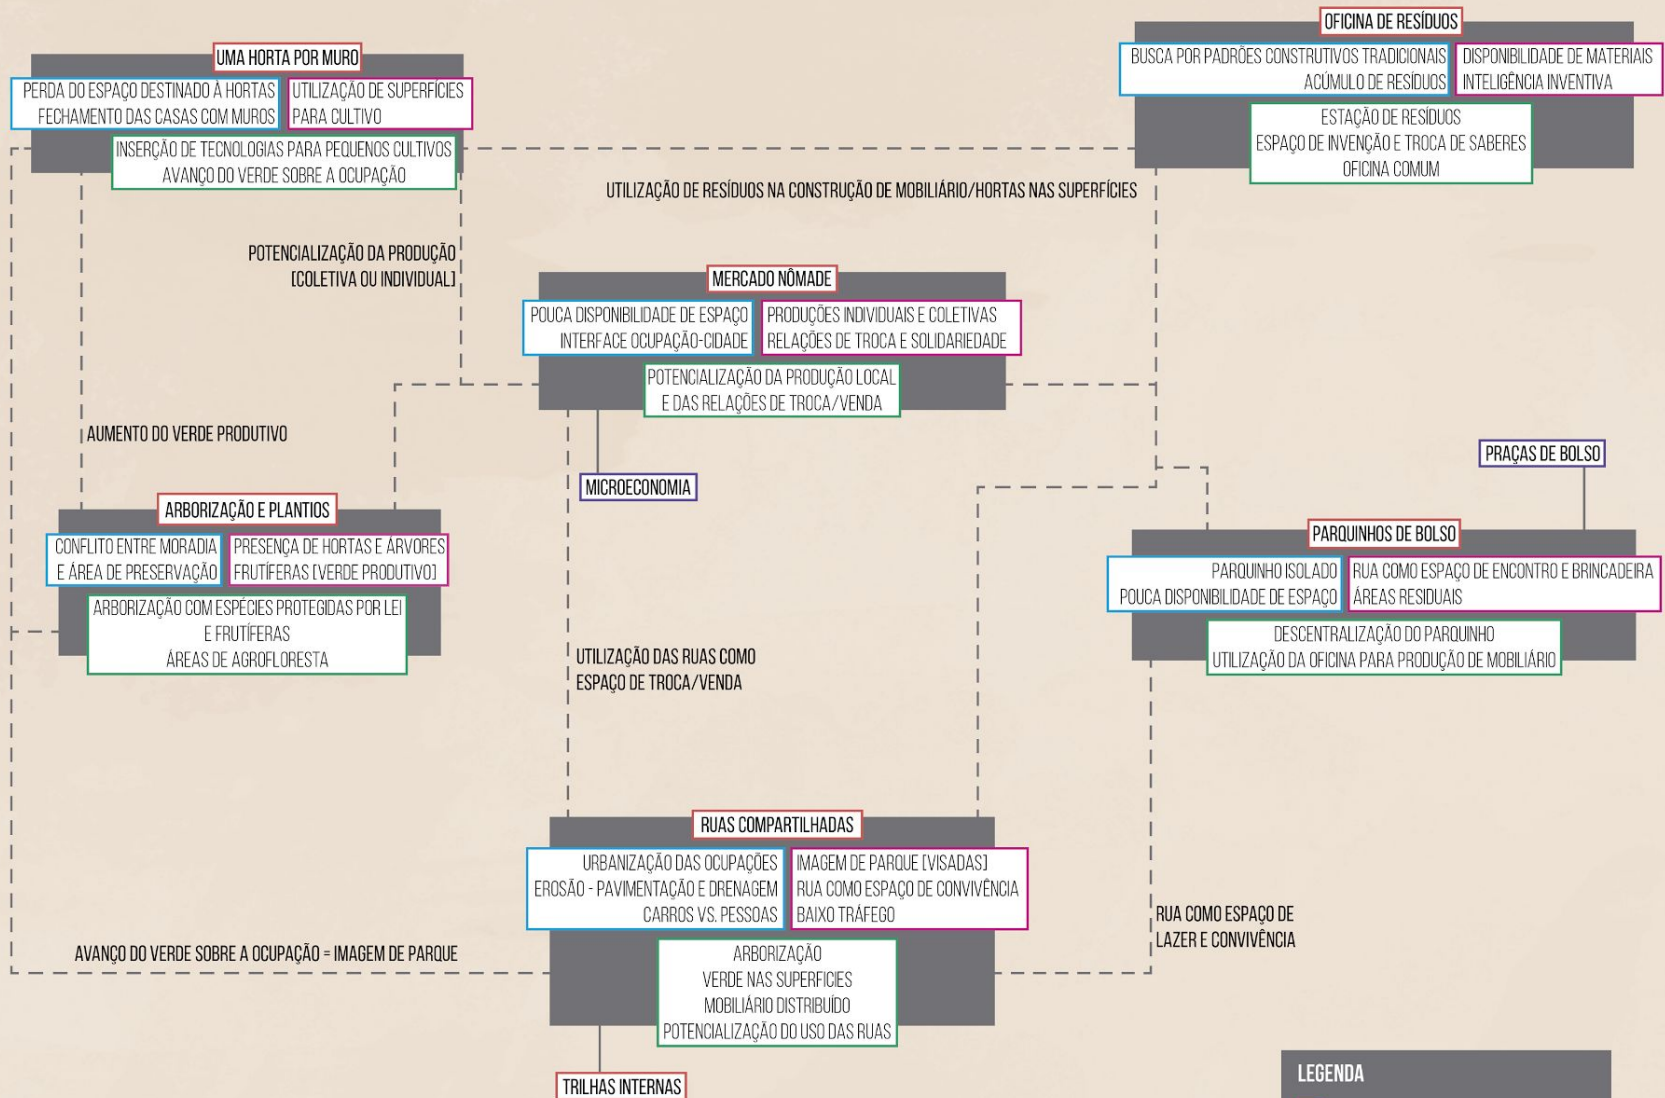 OFICINA DE RESÍDUOS
BUSCA POR PADRÕES CONSTRUTIVOS TRADICIONAIS
ACÚMULO DE RESÍDUOS
DISPONIBILIDADE DE MATERIAIS
INTELIGÊNCIA INVENTIVA
ESTAÇÃO DE RESÍDUOS
ESPAÇO DE INVENÇÃO E TROCA DE SABERES
OFICINA COMUM
UMA HORTA POR MURO
PERDA DO ESPAÇO DESTINADO À HORTAS
FECHAMENTO DAS CASAS COM MUROS
UTILIZAÇÃO DE SUPERFÍCIES
PARA CULTIVO
INSERÇÃO DE TECNOLOGIAS PARA PEQUENOS CULTIVOS
AVANÇO DO VERDE SOBRE A OCUPAÇÃO
UTILIZAÇÃO DE RESÍDUOS NA CONSTRUÇÃO DE MOBILIÁRIO/HORTAS NAS SUPERFÍCIES
POTENCIALIZAÇÃO DA PRODUÇÃO
[COLETIVA OU INDIVIDUAL]
MERCADO NÔMADE
POUCA DISPONIBILIDADE DE ESPAÇO
INTERFACE OCUPAÇÃO-CIDADE
PRODUÇÕES INDIVIDUAIS E COLETIVAS
RELAÇÕES DE TROCA E SOLIDARIEDADE
POTENCIALIZAÇÃO DA PRODUÇÃO LOCAL
E DAS RELAÇÕES DE TROCA/VENDA
AUMENTO DO VERDE PRODUTIVO
MICROECONOMIA
PRAÇAS DE BOLSO
ARBORIZAÇÃO E PLANTIOS
CONFLITO ENTRE MORADIA
E ÁREA DE PRESERVAÇÃO
PRESENÇA DE HORTAS E ÁRVORES
FRUTÍFERAS [VERDE PRODUTIVO]
ARBORIZAÇÃO COM ESPÉCIES PROTEGIDAS POR LEI
E FRUTÍFERAS
ÁREAS DE AGROFLORESTA
PARQUINHOS DE BOLSO
PARQUINHO ISOLADO
POUCA DISPONIBILIDADE DE ESPAÇO
RUA COMO ESPAÇO DE ENCONTRO E BRINCADEIRA
ÁREAS RESIDUAIS
DESCENTRALIZAÇÃO DO PARQUINHO
UTILIZAÇÃO DA OFICINA PARA PRODUÇÃO DE MOBILIÁRIO
UTILIZAÇÃO DAS RUAS COMO
ESPAÇO DE TROCA/VENDA
RUAS COMPARTILHADAS
URBANIZAÇÃO DAS OCUPAÇÕES
EROSÃO - PAVIMENTAÇÃO E DRENAGEM
CARROS VS. PESSOAS
IMAGEM DE PARQUE [VISADAS]
RUA COMO ESPAÇO DE CONVIVÊNCIA
BAIXO TRÁFEGO
ARBORIZAÇÃO
VERDE NAS SUPERFICIES
MOBILIÁRIO DISTRIBUÍDO
POTENCIALIZAÇÃO DO USO DAS RUAS
AVANÇO DO VERDE SOBRE A OCUPAÇÃO = IMAGEM DE PARQUE
RUA COMO ESPAÇO DE
LAZER E CONVIVÊNCIA
TRILHAS INTERNAS
LEGENDA